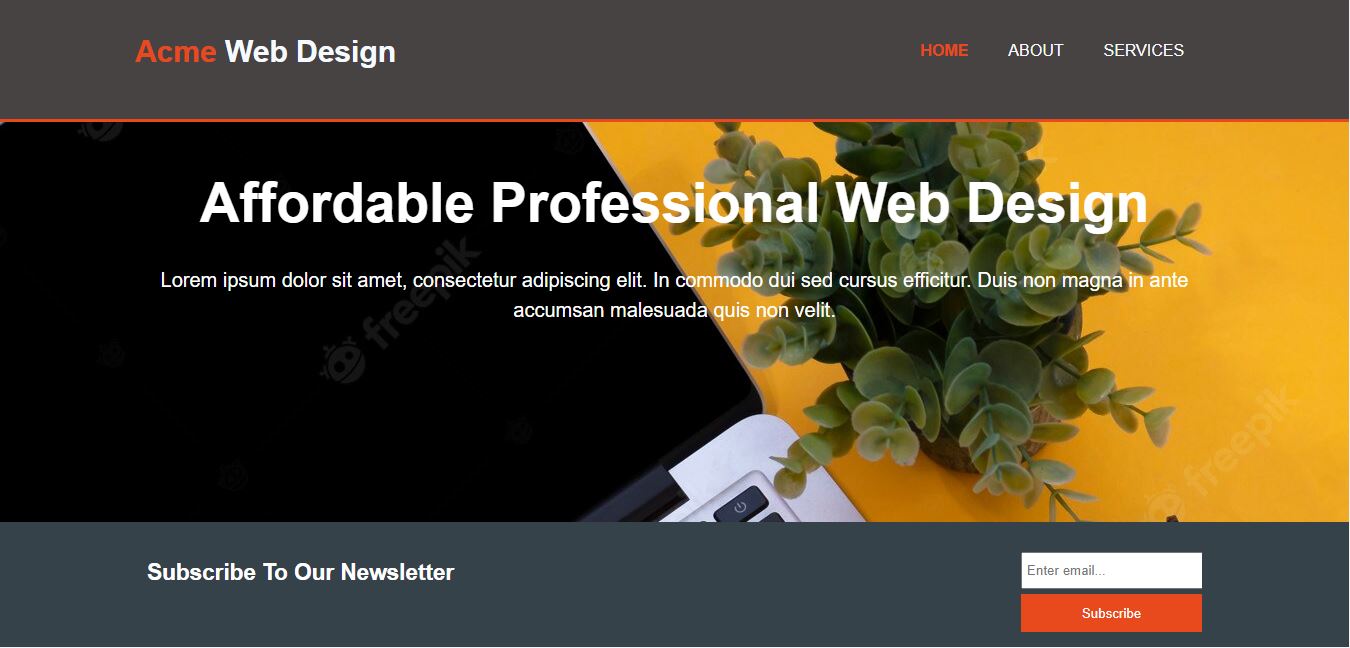 Acme Web Design
HOME ABOUT SERVICES
Affordable Professional Web Design
Lorem ipsum dolor sit amet, consectetur adipiscing elit. In commodo dui sed cursus efficitur. Duis non magna in ante
accumsan malesuada quis non velit.
freepik
freepik
Subscribe To Our Newsletter
Enter email...
Subscribe